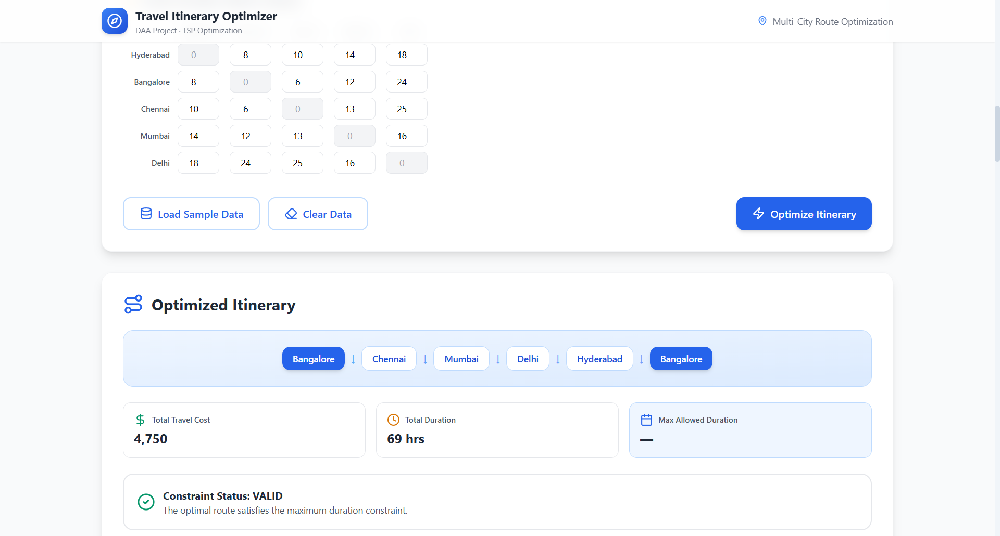 Travel Itinerary Optimizer
DAA Project · TSP Optimization
Multi-City Route Optimization
Hyderabad 0 8 10 14 18
Bangalore 8 0 6 12 24
Chennai 10 6 0 13 25
Mumbai 14 12 13 0 16
Delhi 18 24 25 16 0
Load Sample Data
Clear Data
Optimize Itinerary
Optimized Itinerary
Bangalore ↓ Chennai ↓ Mumbai ↓ Delhi ↓ Hyderabad ↓ Bangalore
Total Travel Cost
4,750
Total Duration
69 hrs
Max Allowed Duration
—
Constraint Status: VALID
The optimal route satisfies the maximum duration constraint.